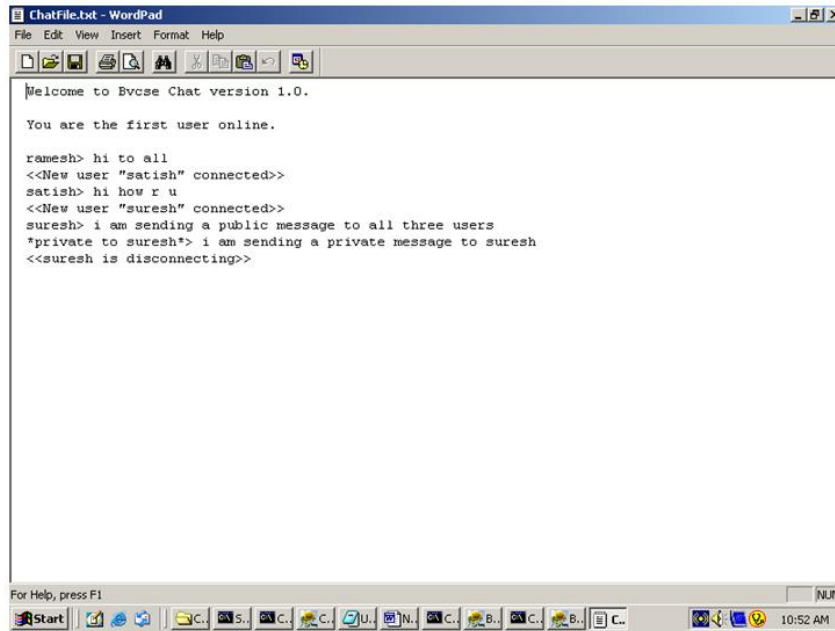 ChatFile.txt - WordPad
File Edit View Insert Format Help
Welcome to Bvcse Chat version 1.0.
You are the first user online.
ramesh> hi to all
<<New user "satish" connected>>
satish> hi how r u
<<New user "suresh" connected>>
suresh> i am sending a public message to all three users
*private to suresh*> i am sending a private message to suresh
<<suresh is disconnecting>>
For Help, press F1 NUM
Start C.. S.. C.. C.. U.. N.. C.. B.. C.. B.. C.. 10:52 AM